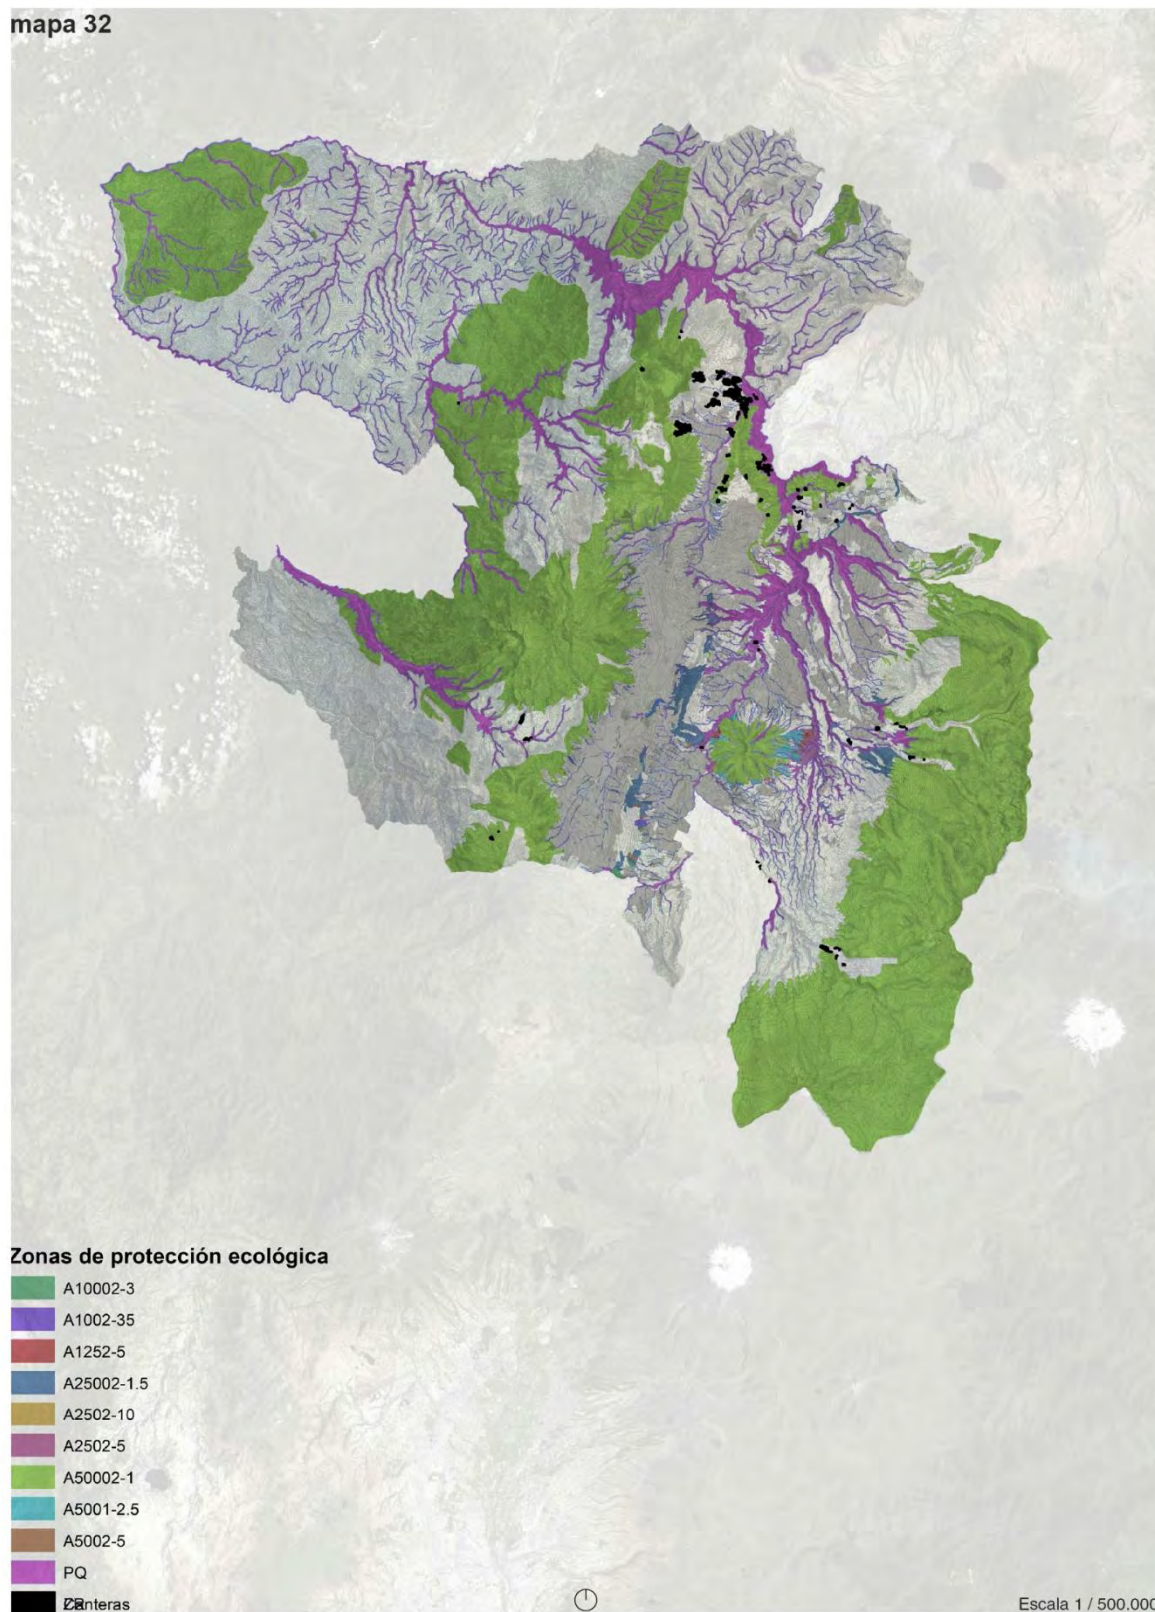 mapa 32
Zonas de protección ecológica
A10002-3
A1002-35
A1252-5
A25002-1.5
A2502-10
A2502-5
A50002-1
A5001-2.5
A5002-5
PQ
Canteras
Escala 1 / 500.000